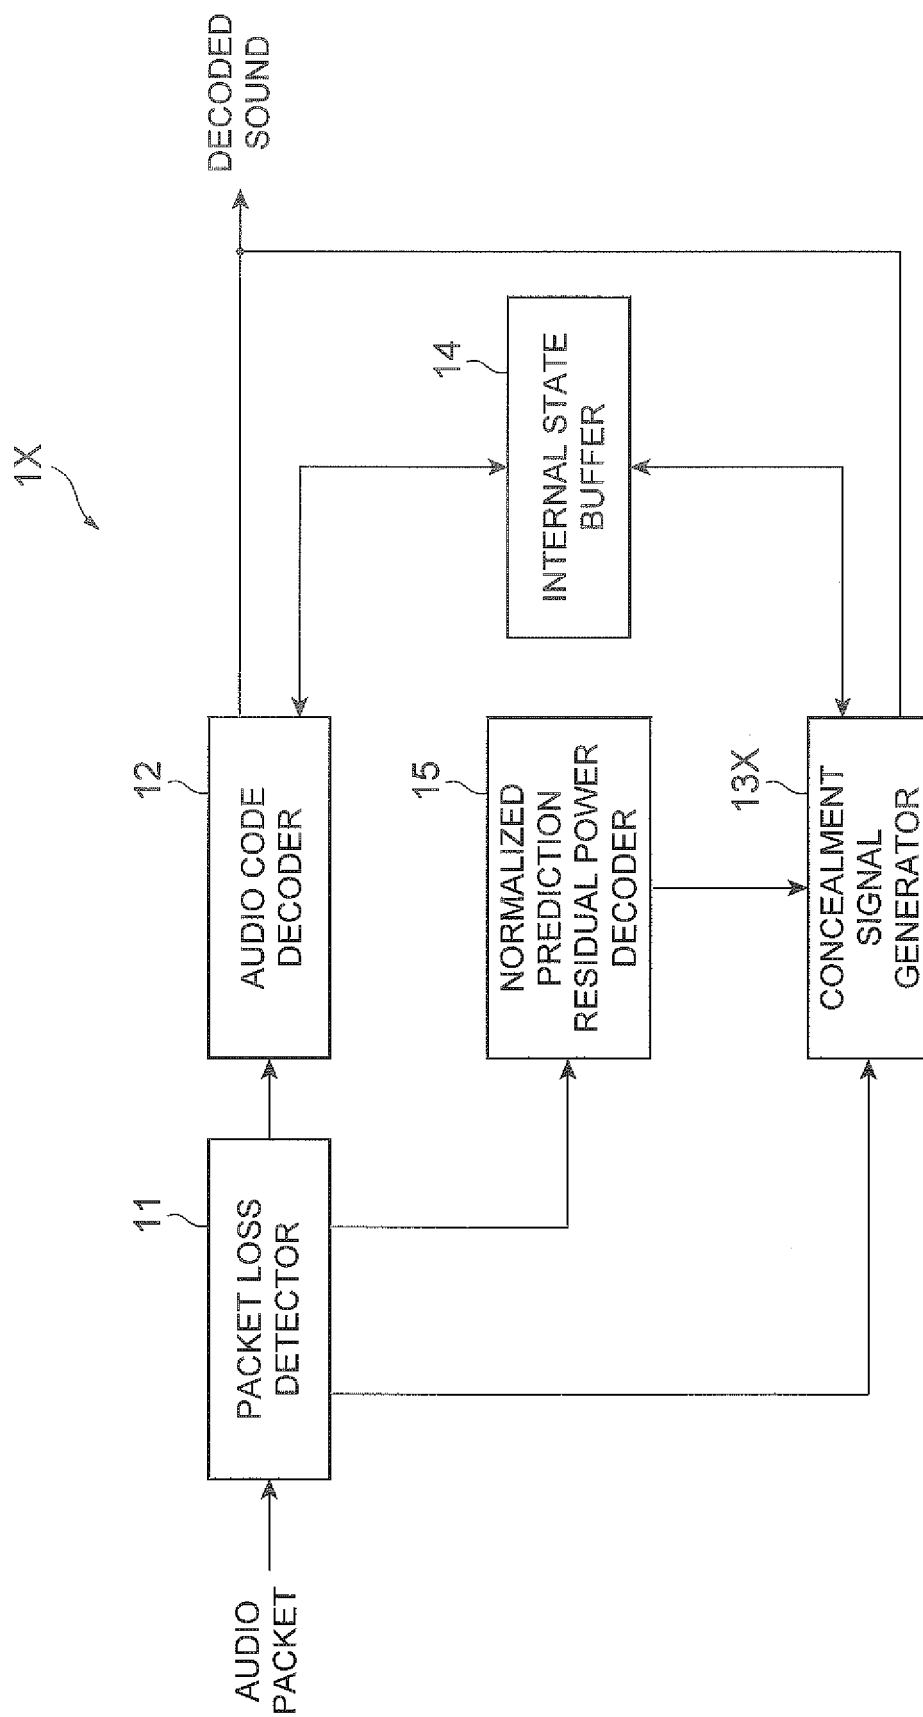 1X
AUDIO
PACKET
11
PACKET LOSS
DETECTOR
12
AUDIO CODE
DECODER
DECODED
SOUND
15
NORMALIZED
PREDICTION
RESIDUAL POWER
DECODER
14
INTERNAL STATE
BUFFER
13X
CONCEALMENT
SIGNAL
GENERATOR